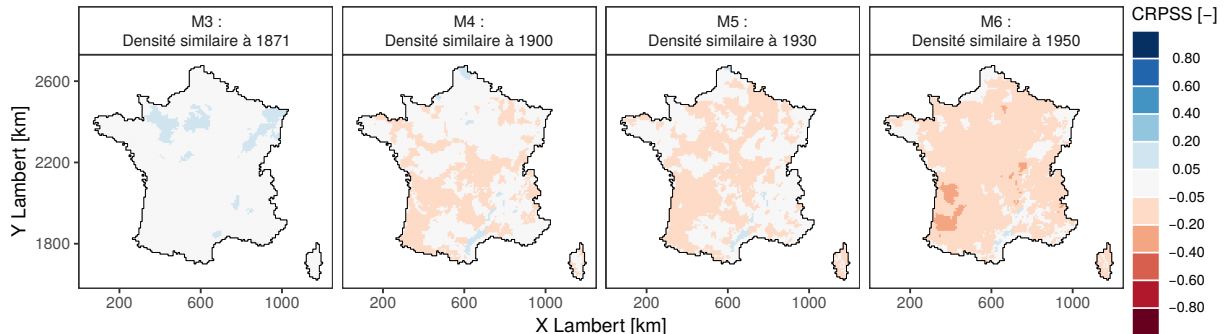 M3 :
Densité similaire à 1871
M4 :
Densité similaire à 1900
M5 :
Densité similaire à 1930
M6 :
Densité similaire à 1950
CRPSS [−]
0.80
0.60
0.40
0.20
0.05
−0.05
−0.20
−0.40
−0.60
−0.80
Y Lambert [km]
2600
2200
1800
200 600 1000 200 600 1000 200 600 1000 200 600 1000
X Lambert [km]